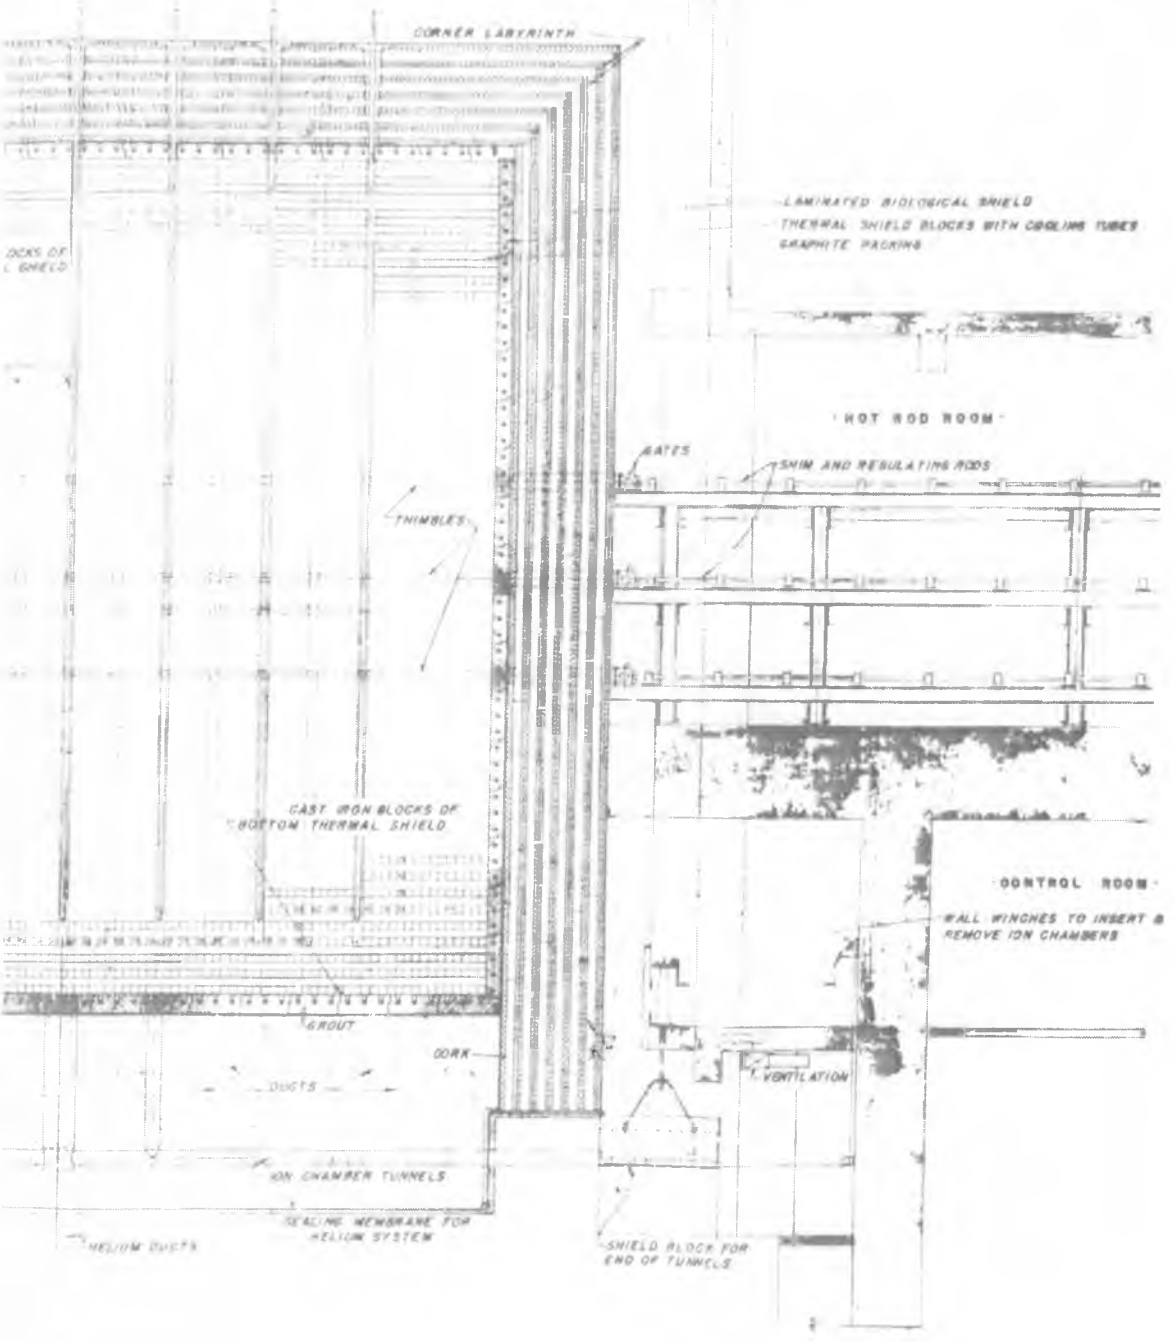 CORNER LABYRINTH
LAMINATED BIOLOGICAL SHIELD
THERMAL SHIELD BLOCKS WITH COOLING TUBES
GRAPHITE PACKING
OCKS OF
L SHIELD
·HOT ROD ROOM·
GATES
SHIM AND REGULATING RODS
THIMBLES
CAST IRON BLOCKS OF
BOTTOM THERMAL SHIELD
·CONTROL ROOM·
WALL WINCHES TO INSERT &
REMOVE ION CHAMBERS
GROUT
CORK
VENTILATION
DUCTS
ION CHAMBER TUNNELS
SEALING MEMBRANE FOR
HELIUM SYSTEM
HELIUM DUCTS
SHIELD BLOCK FOR
END OF TUNNELS